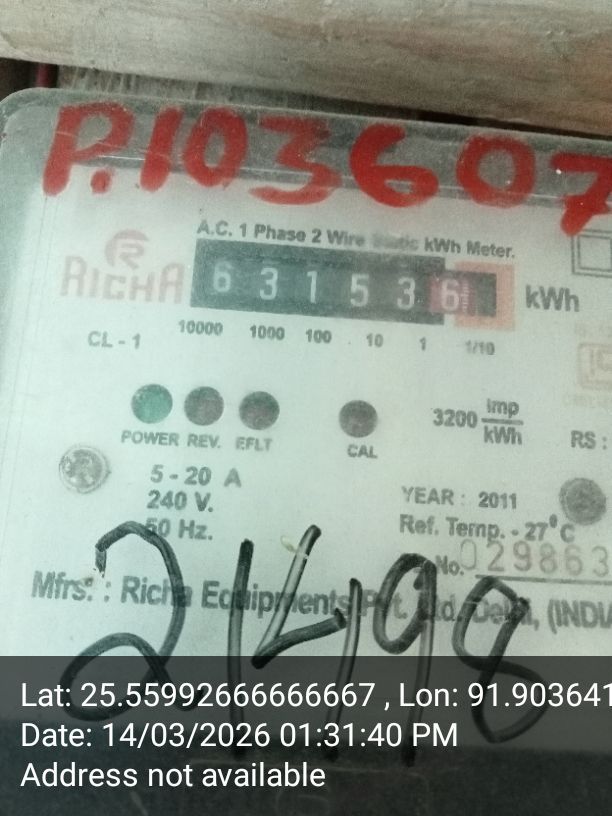 P.103607
A.C. 1 Phase 2 Wire Static kWh Meter.
RICHA
6 3 1 5 3 6 kWh
CL - 1
10000 1000 100 10 1 1/10
POWER REV. EFLT
CAL
3200 imp/kWh
RS :
5 - 20 A
240 V.
50 Hz.
YEAR : 2011
Ref. Temp. - 27°C
No. 029863
Mfrs. : Richa Equipments Pvt. Ltd. Delhi, (INDIA
21498
Lat: 25.55992666666667 , Lon: 91.903641
Date: 14/03/2026 01:31:40 PM
Address not available